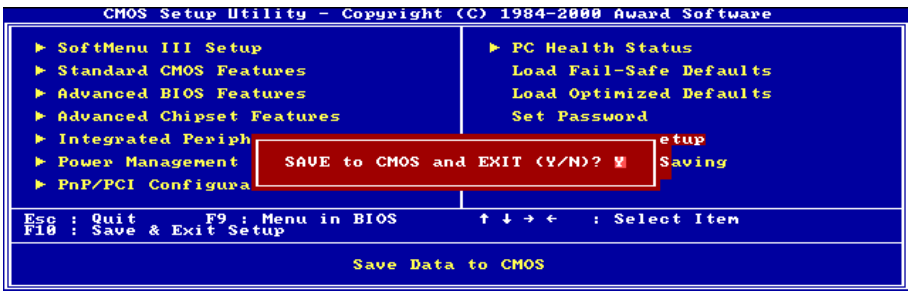 CMOS Setup Utility - Copyright (C) 1984-2000 Award Software
▶ SoftMenu III Setup
▶ Standard CMOS Features
▶ Advanced BIOS Features
▶ Advanced Chipset Features
▶ Integrated Periph
▶ Power Management
▶ PnP/PCI Configura
▶ PC Health Status
Load Fail-Safe Defaults
Load Optimized Defaults
Set Password
etup
Saving
SAVE to CMOS and EXIT (Y/N)? Y
Esc : Quit F9 : Menu in BIOS ↑ ↓ → ← : Select Item
F10 : Save & Exit Setup
Save Data to CMOS